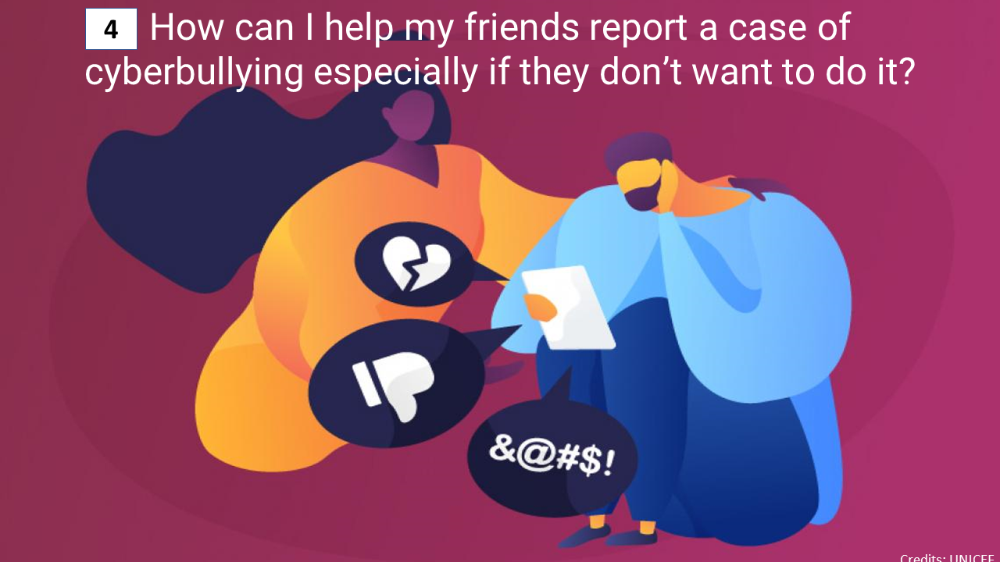 4 How can I help my friends report a case of
cyberbullying especially if they don’t want to do it?
&@#$!
Credits: UNICEF